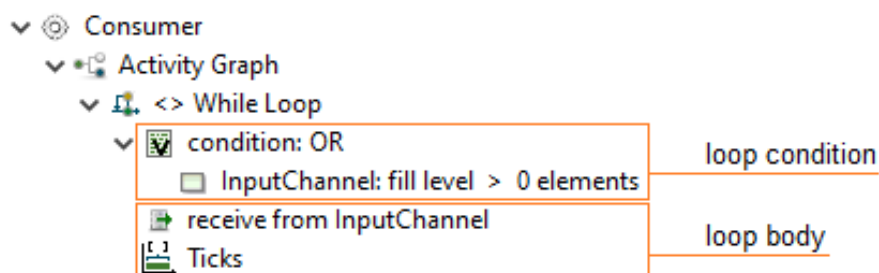 Consumer
Activity Graph
<> While Loop
condition: OR
loop condition
InputChannel: fill level > 0 elements
receive from InputChannel
loop body
Ticks